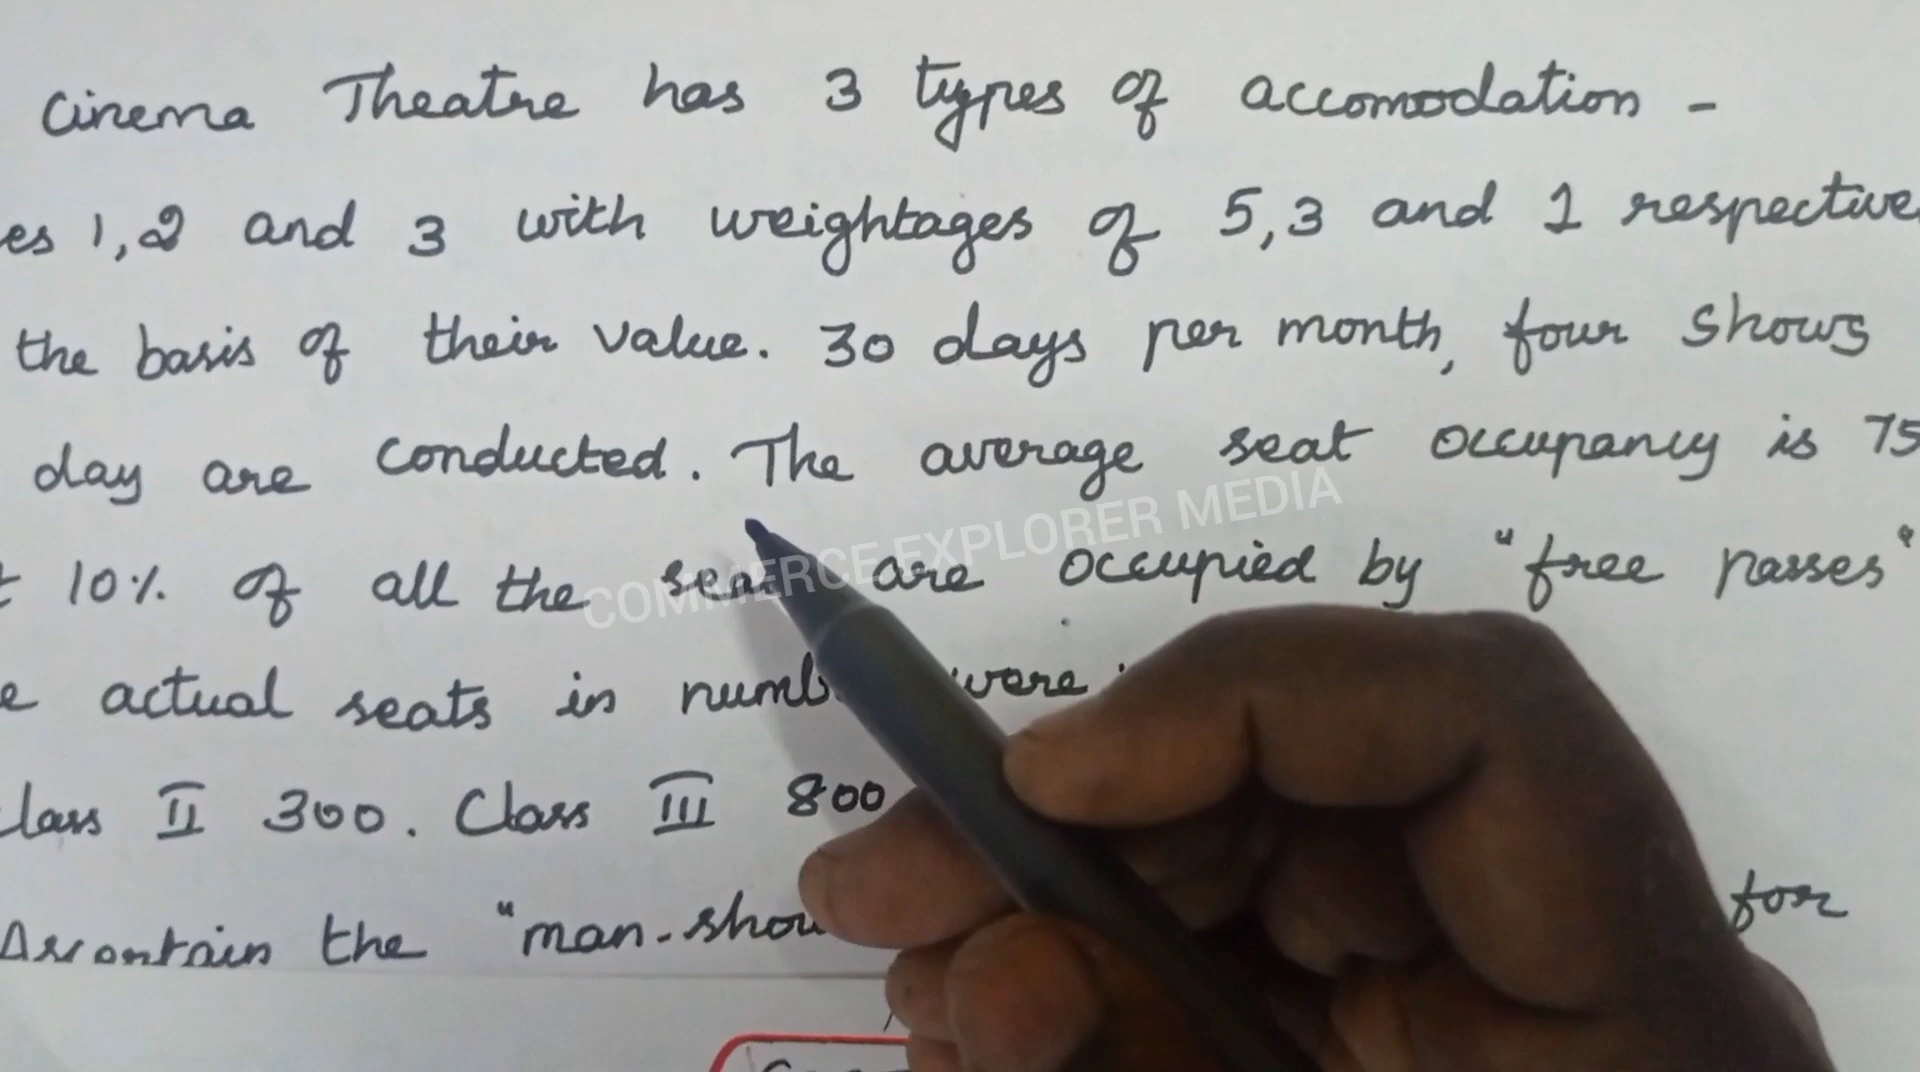 Cinema Theatre has 3 types of accomodation -
es 1,2 and 3 with weightages of 5,3 and 1 respective
the basis of their value. 30 days per month, four shows
day are conducted. The average seat occupancy is 75
10% of all the are occupied by "free passes"
actual seats in were
Class II 300. Class III 800
Ascertain the "man-show for
COMMERCE EXPLORER MEDIA